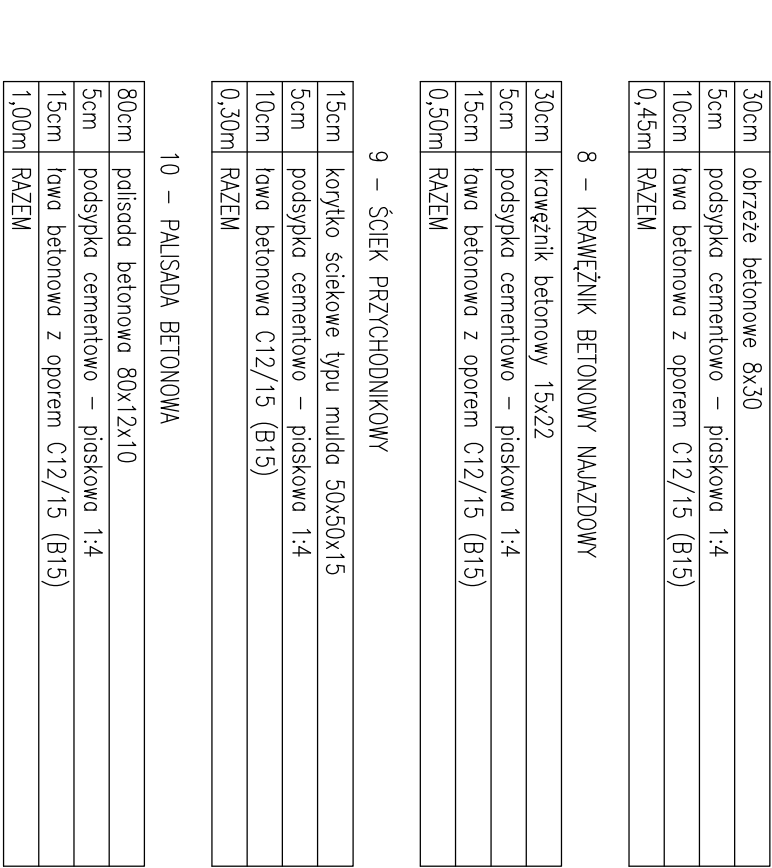 30cm obrzeże betonowe 8x30
5cm podsypka cementowo – piaskowa 1:4
10cm ława betonowa z oporem C12/15 (B15)
0,45m RAZEM
8 – KRAWĘŻNIK BETONOWY NAJAZDOWY
30cm krawężnik betonowy 15x22
5cm podsypka cementowo – piaskowa 1:4
15cm ława betonowa z oporem C12/15 (B15)
0,50m RAZEM
9 – ŚCIEK PRZYCHODNIKOWY
15cm korytko ściekowe typu mulda 50x50x15
5cm podsypka cementowo – piaskowa 1:4
10cm ława betonowa C12/15 (B15)
0,30m RAZEM
10 – PALISADA BETONOWA
80cm palisada betonowa 80x12x10
5cm podsypka cementowo – piaskowa 1:4
15cm ława betonowa z oporem C12/15 (B15)
1,00m RAZEM